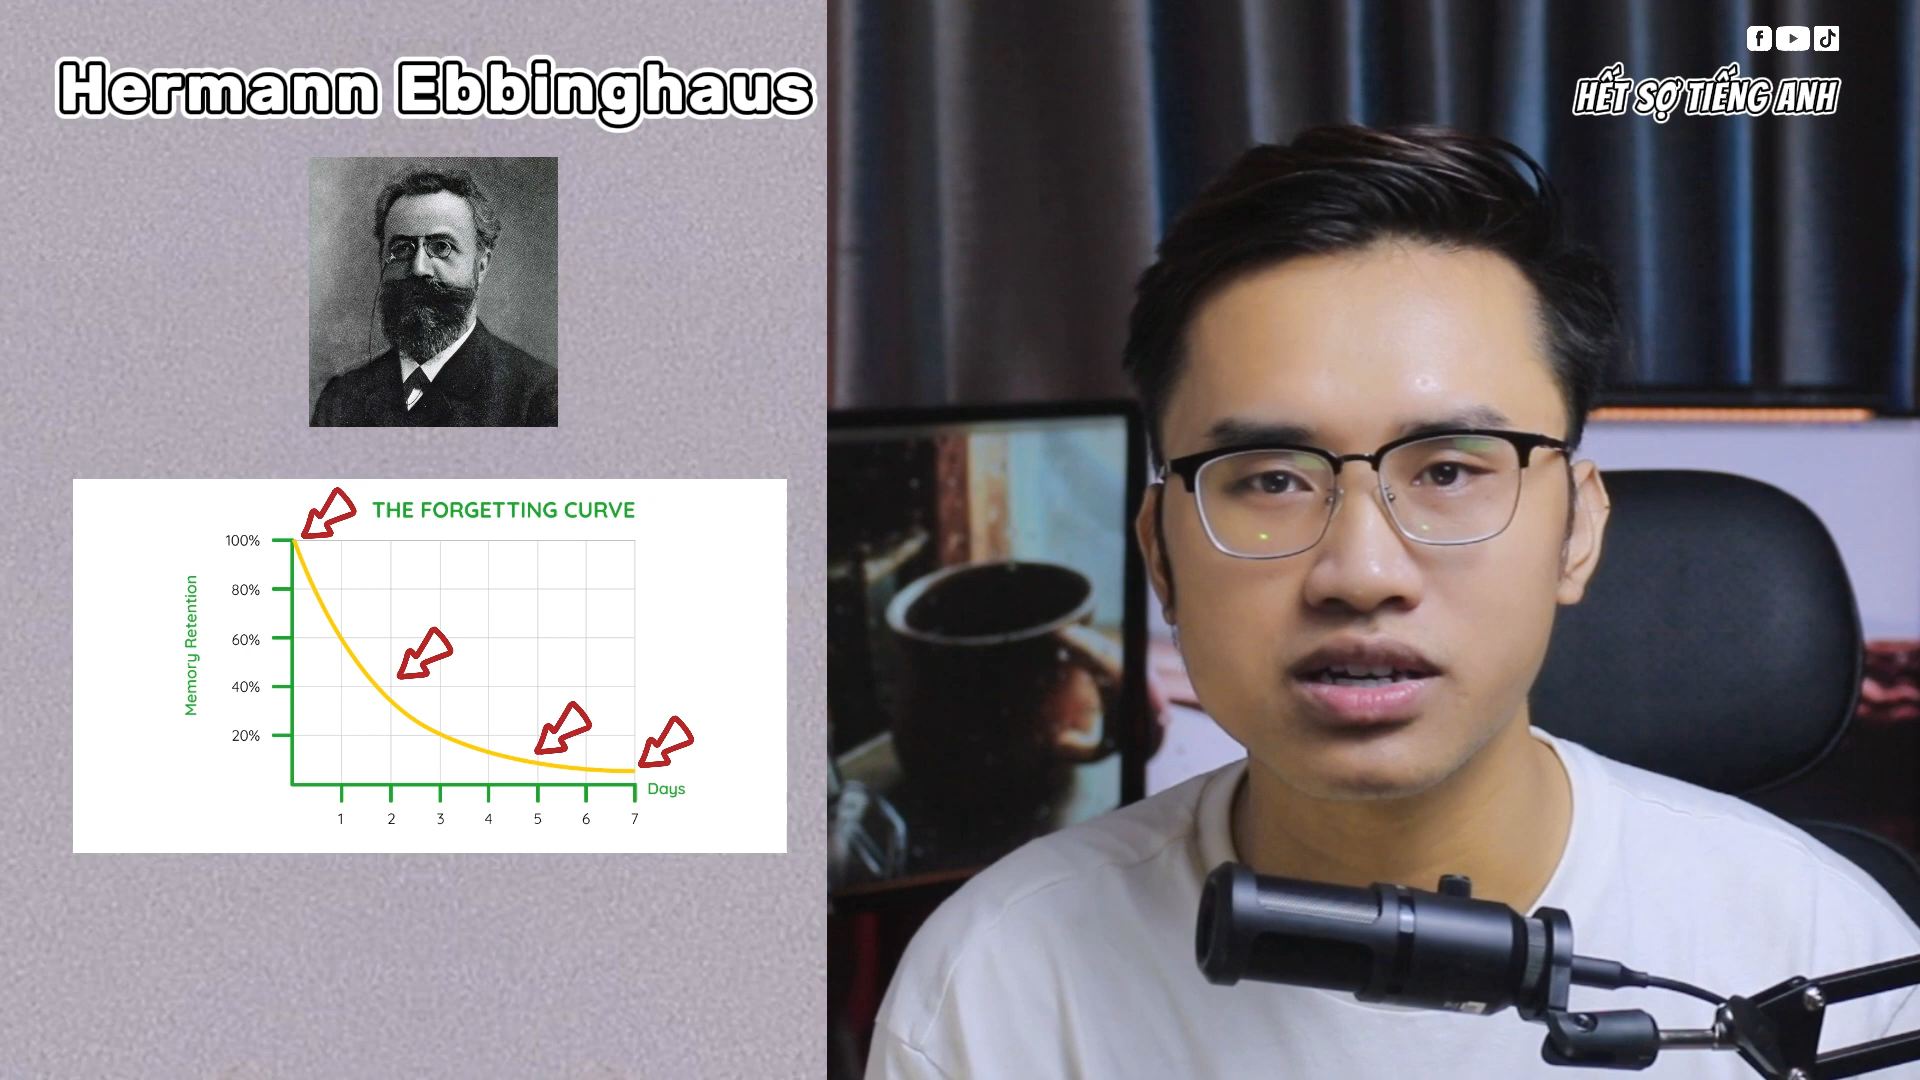 Hermann Ebbinghaus
HẾT SỢ TIẾNG ANH
THE FORGETTING CURVE
Memory Retention
100%
80%
60%
40%
20%
1 2 3 4 5 6 7
Days